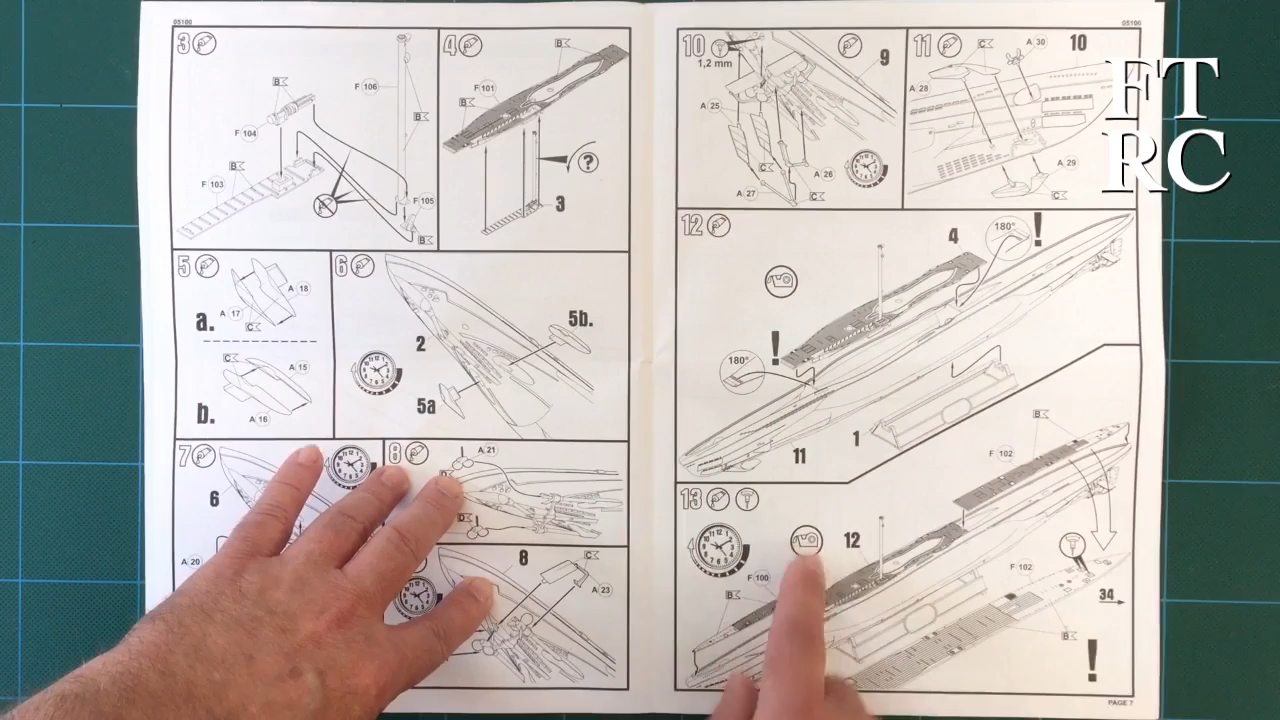 05100
3
B
F 106
B
F 104
B
F 103
F 105
B
4
B
F 101
B
?
3
5
A 18
A 17
a.
C
C
A 15
b.
A 16
6
5b.
2
5a
7
6
A 20
8
A 21
D
D
8
C
A 23
05100
10
1,2 mm
9
A 25
C
A 26
A 27
C
11
C
A 30
10
A 28
A 29
C
FT
RC
12
4
180°
!
!
180°
1
11
B
F 102
13
12
F 100
B
F 102
34
B
!
PAGE 7